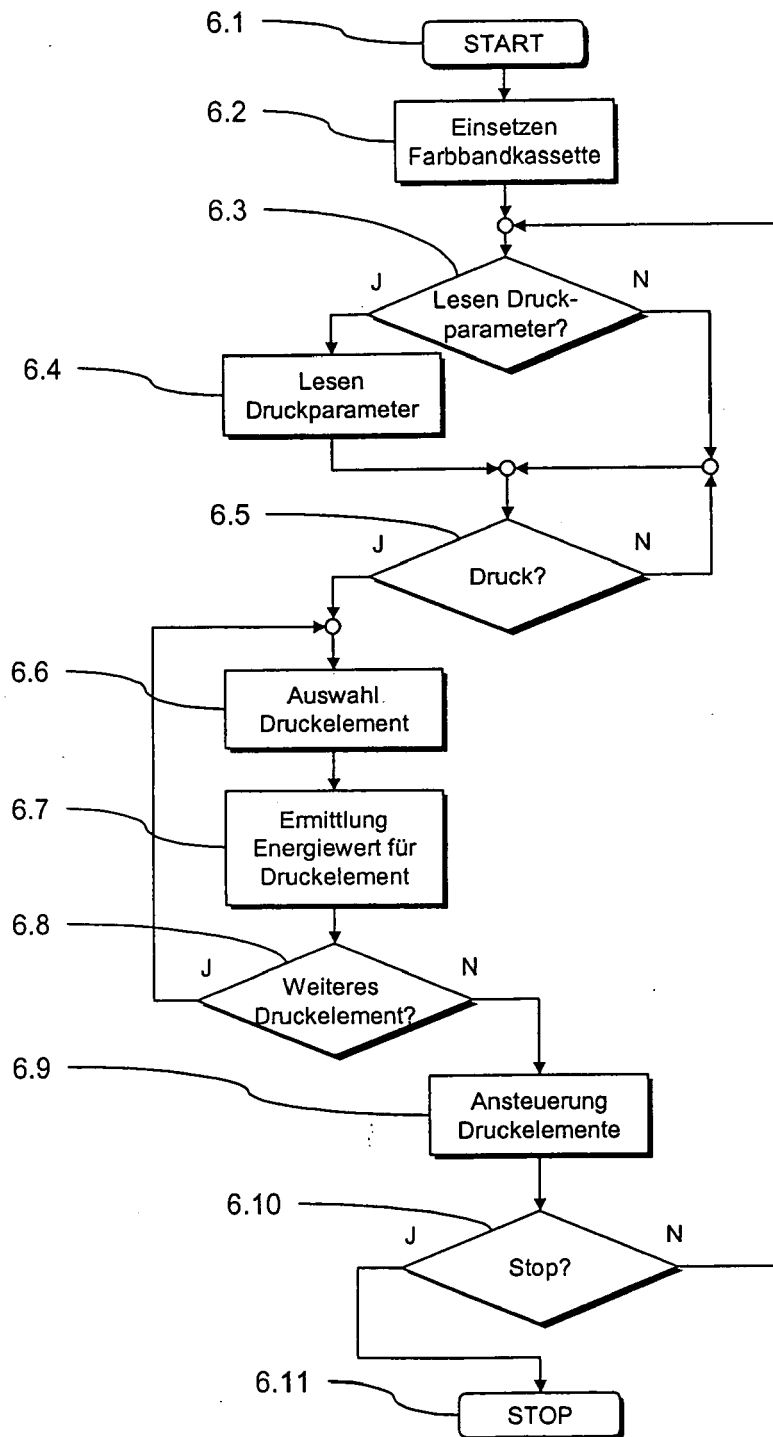 6.1
START
6.2
Einsetzen
Farbbandkassette
6.3
J
N
Lesen Druck-
parameter?
6.4
Lesen
Druckparameter
6.5
J
N
Druck?
6.6
Auswahl
Druckelement
6.7
Ermittlung
Energiewert für
Druckelement
6.8
J
N
Weiteres
Druckelement?
6.9
Ansteuerung
Druckelemente
6.10
J
N
Stop?
6.11
STOP